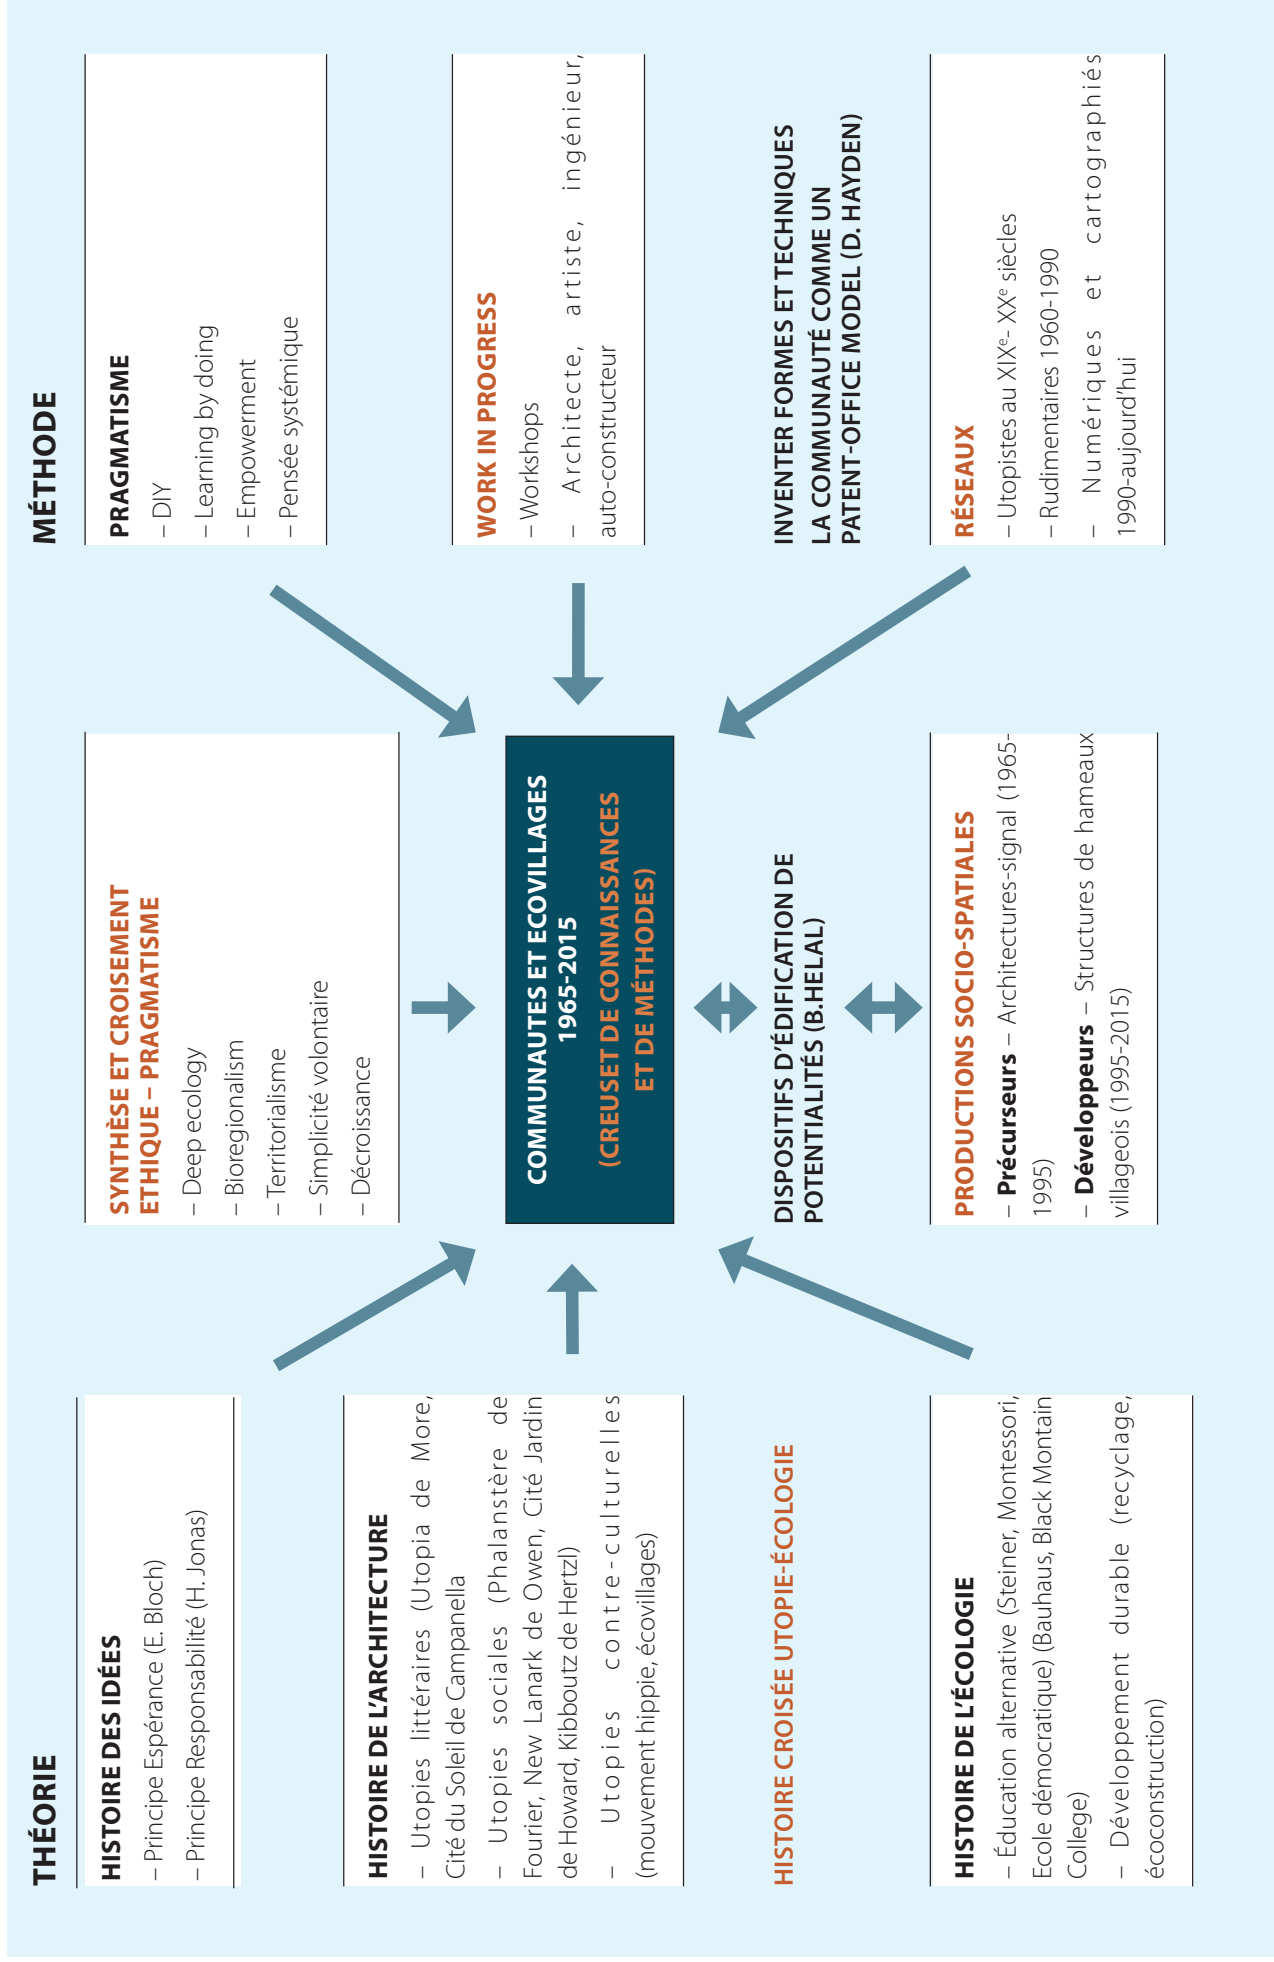 THÉORIE
HISTOIRE DES IDÉES
– Principe Espérance (E. Bloch)
– Principe Responsabilité (H. Jonas)
HISTOIRE DE L’ARCHITECTURE
– Utopies littéraires (Utopia de More,
Cité du Soleil de Campanella
– Utopies sociales (Phalanstère de
Fourier, New Lanark de Owen, Cité Jardin
de Howard, Kibboutz de Hertzl)
– Utopies contre-culturelles
(mouvement hippie, écovillages)
HISTOIRE CROISÉE UTOPIE-ÉCOLOGIE
HISTOIRE DE L’ÉCOLOGIE
– Éducation alternative (Steiner, Montessori,
Ecole démocratique) (Bauhaus, Black Montain
College)
– Développement durable (recyclage,
écoconstruction)
SYNTHÈSE ET CROISEMENT
ETHIQUE – PRAGMATISME
– Deep ecology
– Bioregionalism
– Territorialisme
– Simplicité volontaire
– Décroissance
COMMUNAUTES ET ECOVILLAGES
1965-2015
(CREUSET DE CONNAISSANCES
ET DE MÉTHODES)
DISPOSITIFS D’ÉDIFICATION DE
POTENTIALITÉS (B.HELAL)
PRODUCTIONS SOCIO-SPATIALES
– Précurseurs – Architectures-signal (1965-
1995)
– Développeurs – Structures de hameaux
villageois (1995-2015)
MÉTHODE
PRAGMATISME
– DIY
– Learning by doing
– Empowerment
– Pensée systémique
WORK IN PROGRESS
– Workshops
– Architecte, artiste, ingénieur,
auto-constructeur
INVENTER FORMES ET TECHNIQUES
LA COMMUNAUTÉ COMME UN
PATENT-OFFICE MODEL (D. HAYDEN)
RÉSEAUX
– Utopistes au XIXᵉ- XXᵉ siècles
– Rudimentaires 1960-1990
– Numériques et cartographiés
1990-aujourd’hui